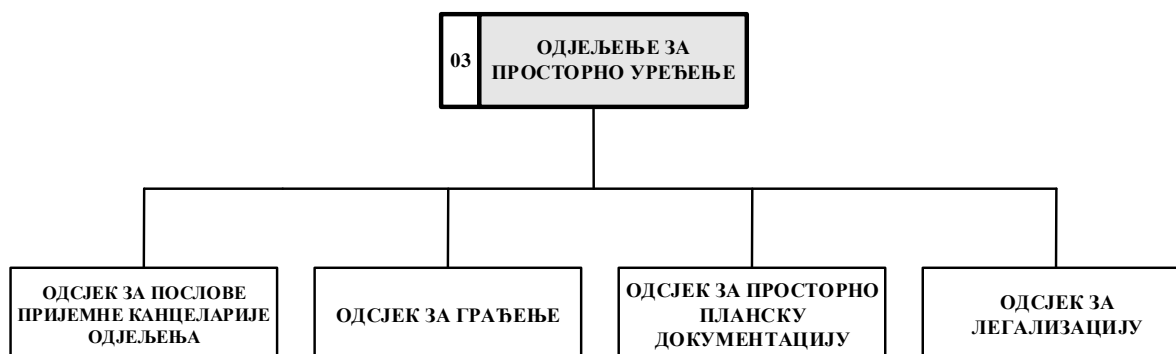 03
ОДЈЕЉЕЊЕ ЗА
ПРОСТОРНО УРЕЂЕЊЕ
ОДСЈЕК ЗА ПОСЛОВЕ
ПРИЈЕМНЕ КАНЦЕЛАРИЈЕ
ОДЈЕЉЕЊА
ОДСЈЕК ЗА ГРАЂЕЊЕ
ОДСЈЕК ЗА ПРОСТОРНО
ПЛАНСКУ
ДОКУМЕНТАЦИЈУ
ОДСЈЕК ЗА
ЛЕГАЛИЗАЦИЈУ